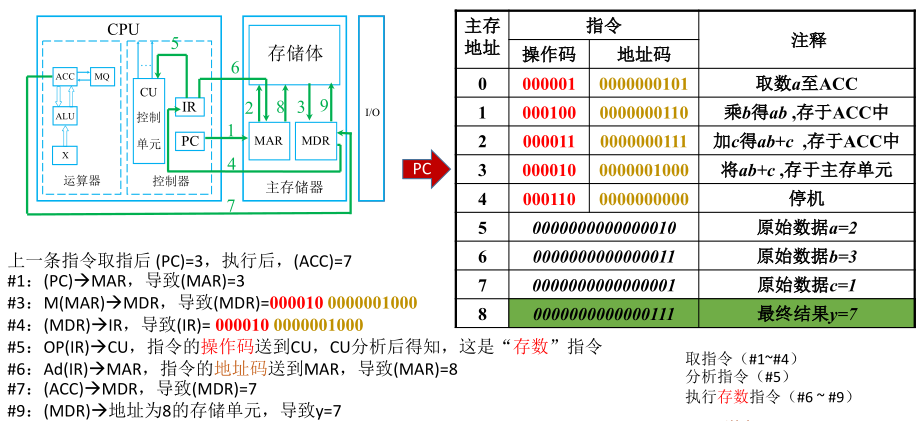 CPU
ACC
MQ
ALU
X
运算器
CU
控制
单元
IR
PC
控制器
存储体
MAR
MDR
主存储器
I/O
5
6
2
8
3
9
1
4
7
PC
主存地址 指令 注释
操作码 地址码
0 000001 0000000101 取数a至ACC
1 000100 0000000110 乘b得ab ,存于ACC中
2 000011 0000000111 加c得ab+c ,存于ACC中
3 000010 0000001000 将ab+c ,存于主存单元
4 000110 0000000000 停机
5 0000000000000010 原始数据a=2
6 0000000000000011 原始数据b=3
7 0000000000000001 原始数据c=1
8 0000000000000111 最终结果y=7
上一条指令取指后 (PC)=3，执行后，(ACC)=7
#1：(PC)→MAR，导致(MAR)=3
#3：M(MAR)→MDR，导致(MDR)=000010 0000001000
#4：(MDR)→IR，导致(IR)= 000010 0000001000
#5：OP(IR)→CU，指令的操作码送到CU，CU分析后得知，这是“存数”指令
#6：Ad(IR)→MAR，指令的地址码送到MAR，导致(MAR)=8
#7：(ACC)→MDR，导致(MDR)=7
#9：(MDR)→地址为8的存储单元，导致y=7
取指令（#1~#4）
分析指令（#5）
执行存数指令（#6 ~ #9）